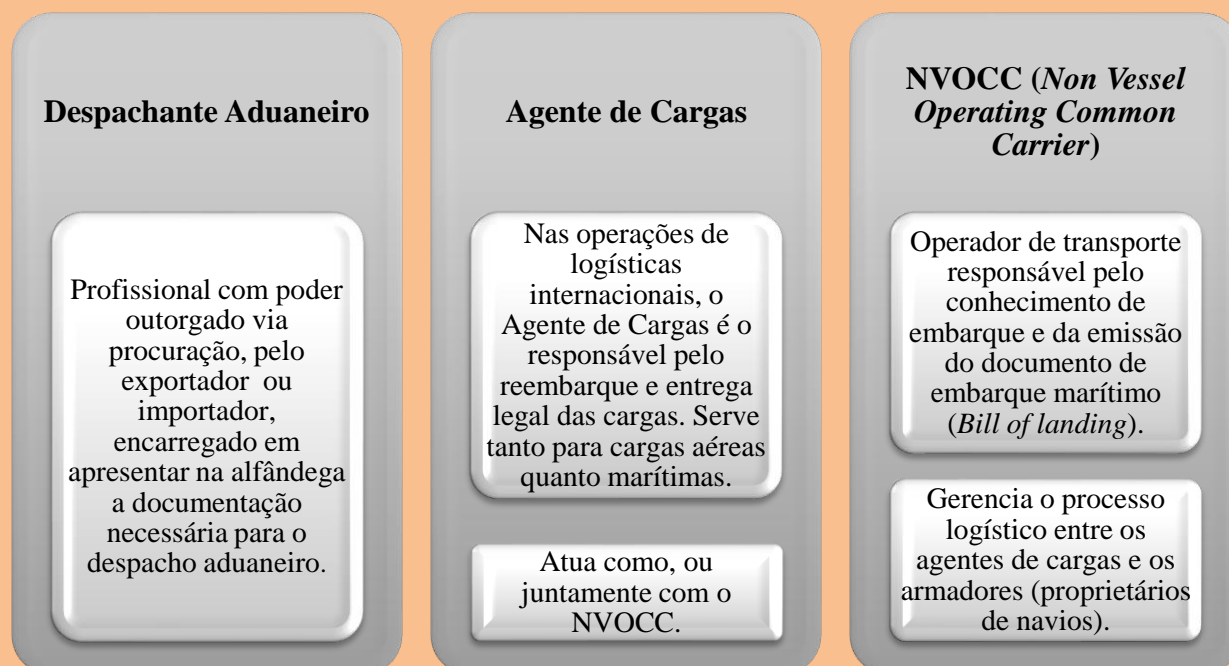 Despachante Aduaneiro
Profissional com poder
outorgado via
procuração, pelo
exportador ou
importador,
encarregado em
apresentar na alfândega
a documentação
necessária para o
despacho aduaneiro.
Agente de Cargas
Nas operações de
logísticas
internacionais, o
Agente de Cargas é o
responsável pelo
reembarque e entrega
legal das cargas. Serve
tanto para cargas aéreas
quanto marítimas.
Atua como, ou
juntamente com o
NVOCC.
NVOCC (Non Vessel
Operating Common
Carrier)
Operador de transporte
responsável pelo
conhecimento de
embarque e da emissão
do documento de
embarque marítimo
(Bill of landing).
Gerencia o processo
logístico entre os
agentes de cargas e os
armadores (proprietários
de navios).